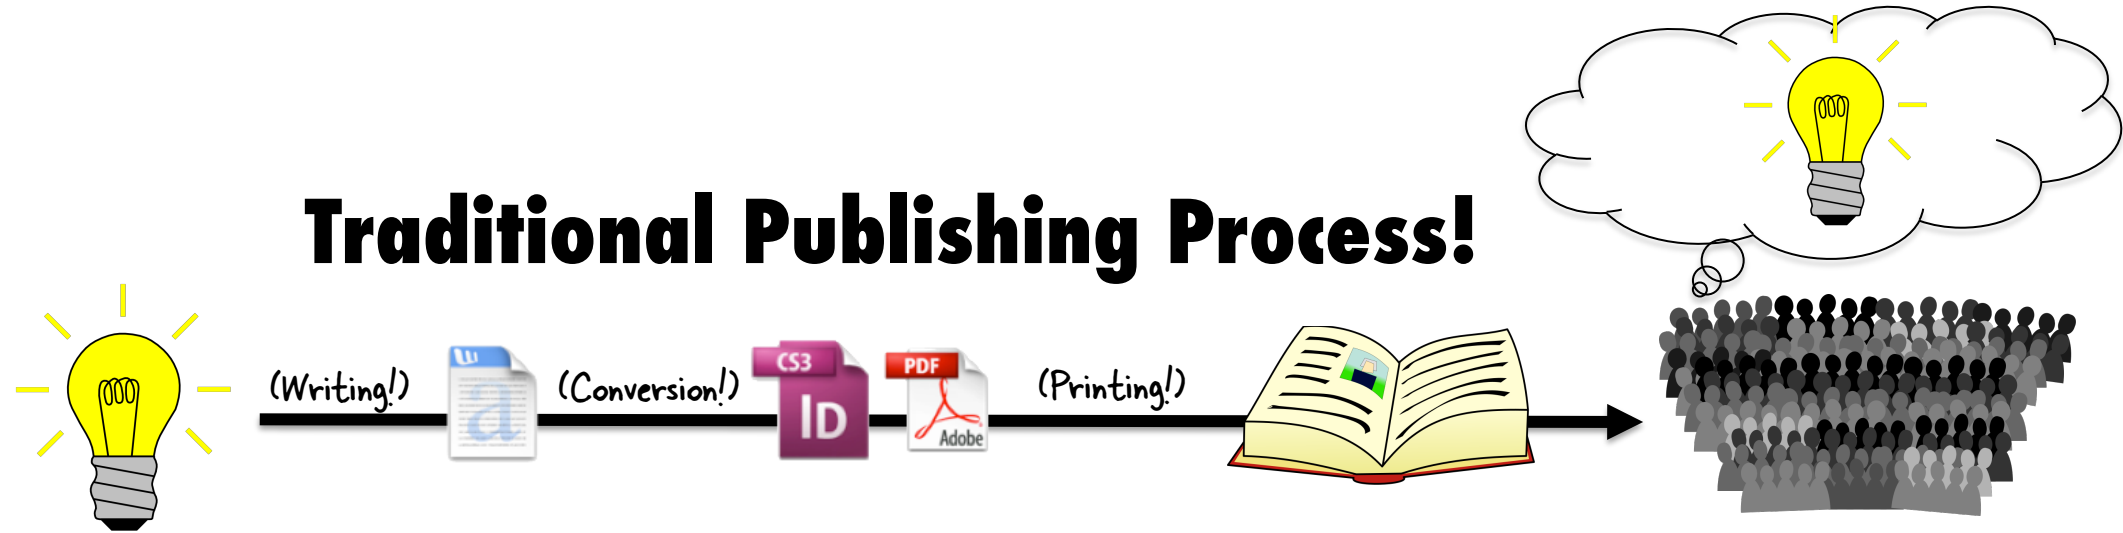 Traditional Publishing Process!
(Writing!)
W
a
(Conversion!)
CS3
ID
PDF
Adobe
(Printing!)